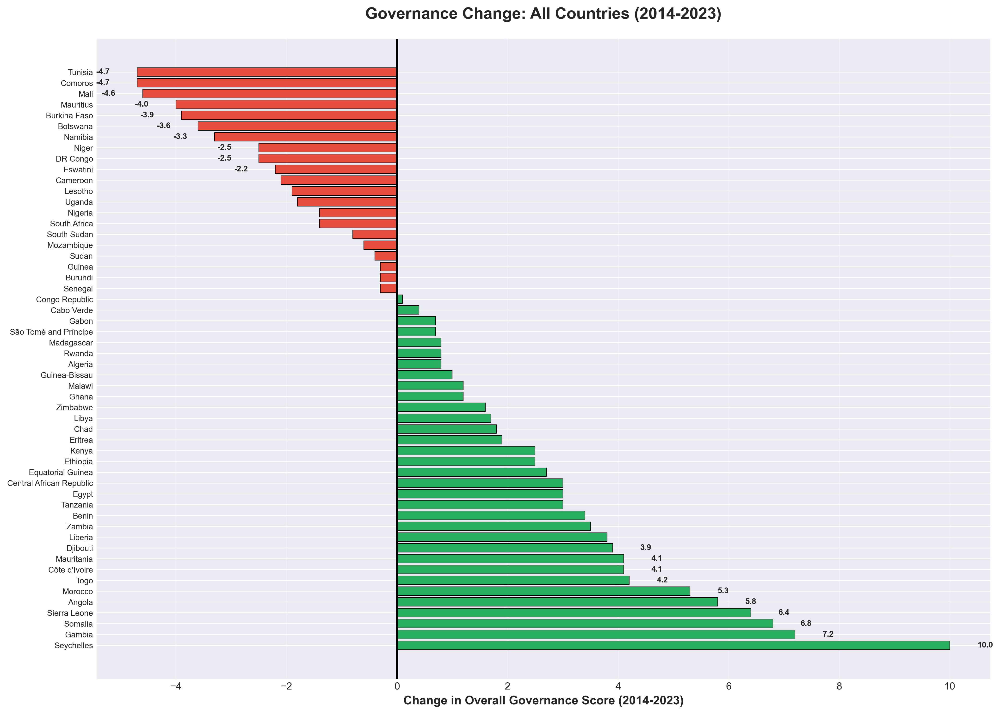 Governance Change: All Countries (2014-2023)
Tunisia -4.7
Comoros -4.7
Mali -4.6
Mauritius -4.0
Burkina Faso -3.9
Botswana -3.6
Namibia -3.3
Niger -2.5
DR Congo -2.5
Eswatini -2.2
Cameroon
Lesotho
Uganda
Nigeria
South Africa
South Sudan
Mozambique
Sudan
Guinea
Burundi
Senegal
Congo Republic
Cabo Verde
Gabon
São Tomé and Príncipe
Madagascar
Rwanda
Algeria
Guinea-Bissau
Malawi
Ghana
Zimbabwe
Libya
Chad
Eritrea
Kenya
Ethiopia
Equatorial Guinea
Central African Republic
Egypt
Tanzania
Benin
Zambia
Liberia
Djibouti 3.9
Mauritania 4.1
Côte d'Ivoire 4.1
Togo 4.2
Morocco 5.3
Angola 5.8
Sierra Leone 6.4
Somalia 6.8
Gambia 7.2
Seychelles 10.0
−4 −2 0 2 4 6 8 10
Change in Overall Governance Score (2014-2023)